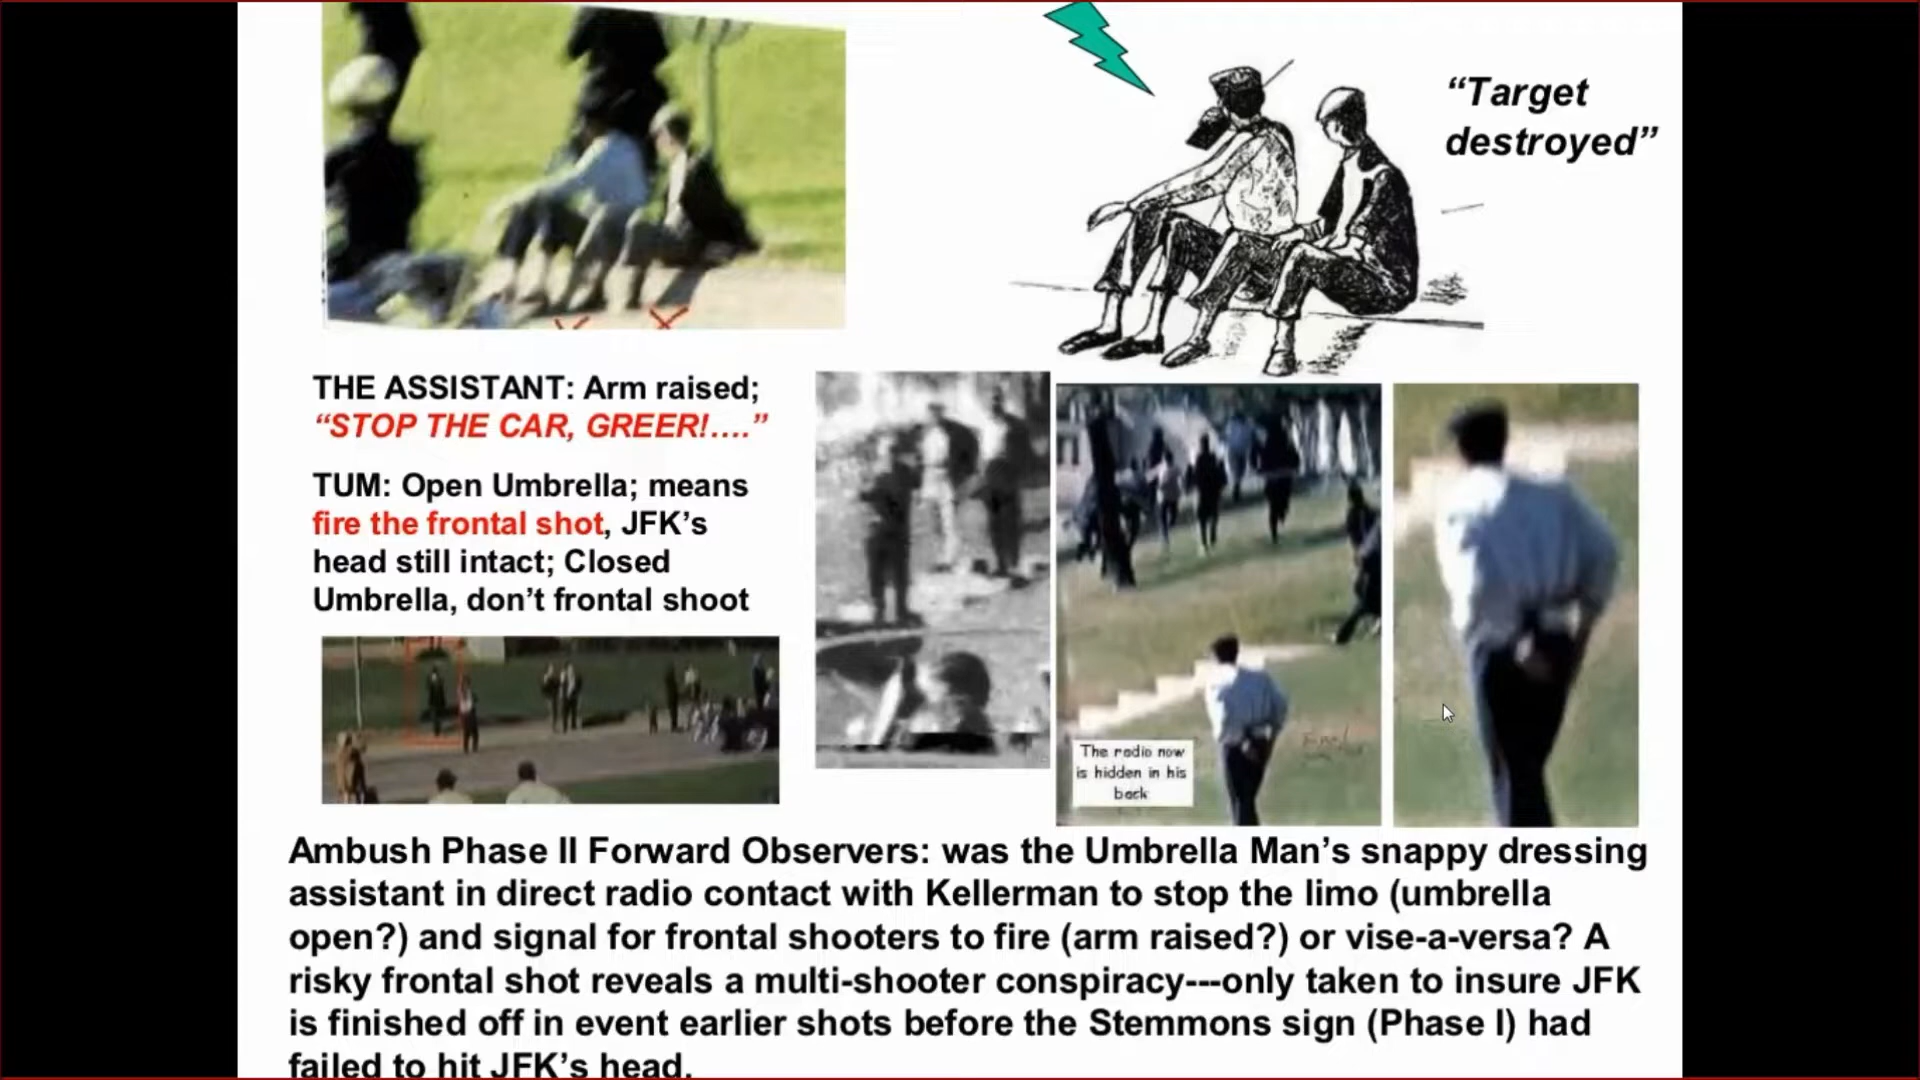 “Target
destroyed”
THE ASSISTANT: Arm raised;
“STOP THE CAR, GREER!....”
TUM: Open Umbrella; means
fire the frontal shot, JFK’s
head still intact; Closed
Umbrella, don’t frontal shoot
The radio now
is hidden in his
back
Ambush Phase II Forward Observers: was the Umbrella Man’s snappy dressing
assistant in direct radio contact with Kellerman to stop the limo (umbrella
open?) and signal for frontal shooters to fire (arm raised?) or vise-a-versa? A
risky frontal shot reveals a multi-shooter conspiracy---only taken to insure JFK
is finished off in event earlier shots before the Stemmons sign (Phase I) had
failed to hit JFK’s head.